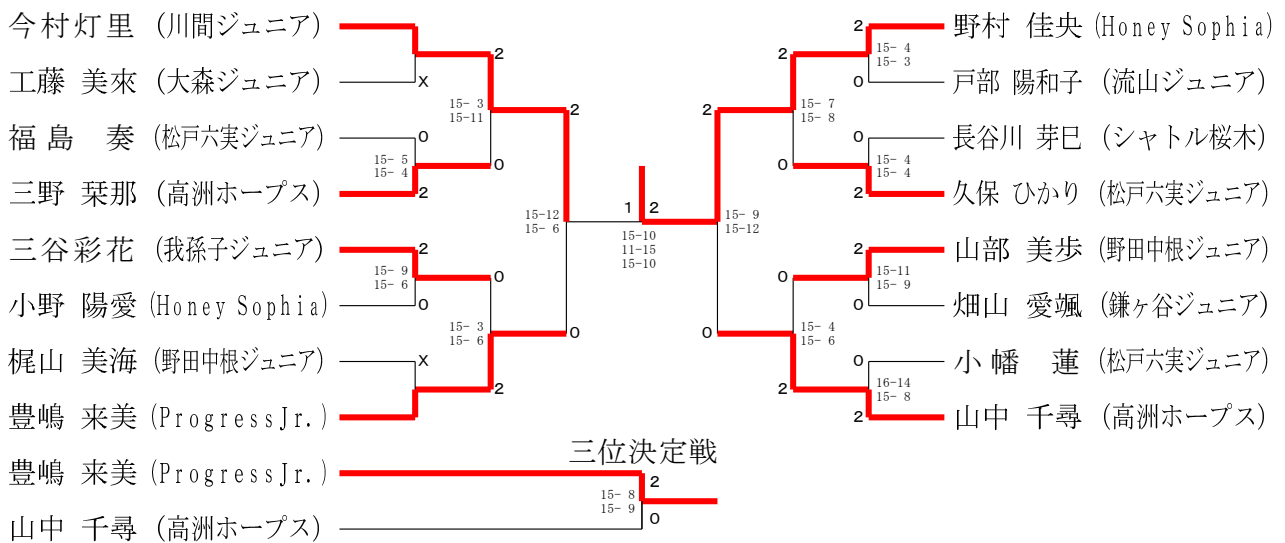 今村灯里 (川間ジュニア)
工藤 美來 (大森ジュニア)
福島 奏 (松戸六実ジュニア)
三野 栞那 (高洲ホープス)
三谷彩花 (我孫子ジュニア)
小野 陽愛 (Honey Sophia)
梶山 美海 (野田中根ジュニア)
豊嶋 来美 (ProgressJr.)
x
0
15- 5
15- 4
2
2
15- 9
15- 6
0
x
2
15- 3
15-11
0
0
15- 3
15- 6
2
2
15-12
15- 6
0
1 2
15-10
11-15
15-10
2
15- 9
15-12
0
2
15- 7
15- 8
0
0
15- 4
15- 6
2
2
15- 4
15- 3
0
0
15- 4
15- 4
2
2
15-11
15- 9
0
0
16-14
15- 8
2
野村 佳央 (Honey Sophia)
戸部 陽和子 (流山ジュニア)
長谷川 芽巳 (シャトル桜木)
久保 ひかり (松戸六実ジュニア)
山部 美歩 (野田中根ジュニア)
畑山 愛颯 (鎌ヶ谷ジュニア)
小幡 蓮 (松戸六実ジュニア)
山中 千尋 (高洲ホープス)
三位決定戦
豊嶋 来美 (ProgressJr.)
山中 千尋 (高洲ホープス)
2
15- 8
15- 9
0